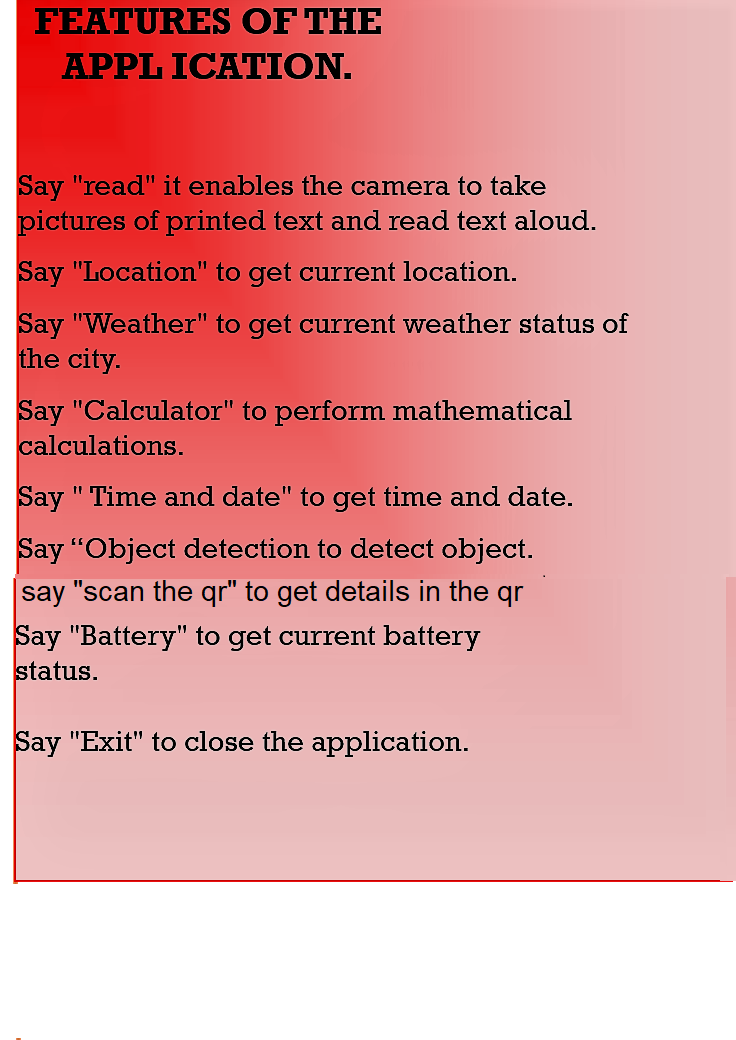 FEATURES OF THE
APPL ICATION.
Say "read" it enables the camera to take
pictures of printed text and read text aloud.
Say "Location" to get current location.
Say "Weather" to get current weather status of
the city.
Say "Calculator" to perform mathematical
calculations.
Say " Time and date" to get time and date.
Say “Object detection to detect object.
say "scan the qr" to get details in the qr
Say "Battery" to get current battery
status.
Say "Exit" to close the application.